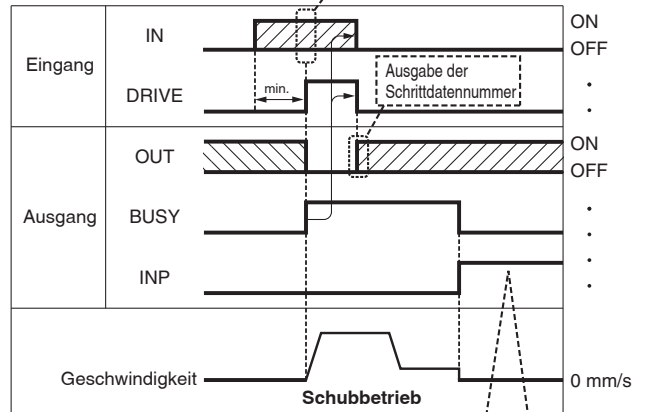 IN
ON
OFF
Eingang
Ausgabe der
Schrittdatennummer
min.
DRIVE
OUT
ON
OFF
Ausgang
BUSY
INP
Geschwindigkeit
0 mm/s
Schubbetrieb